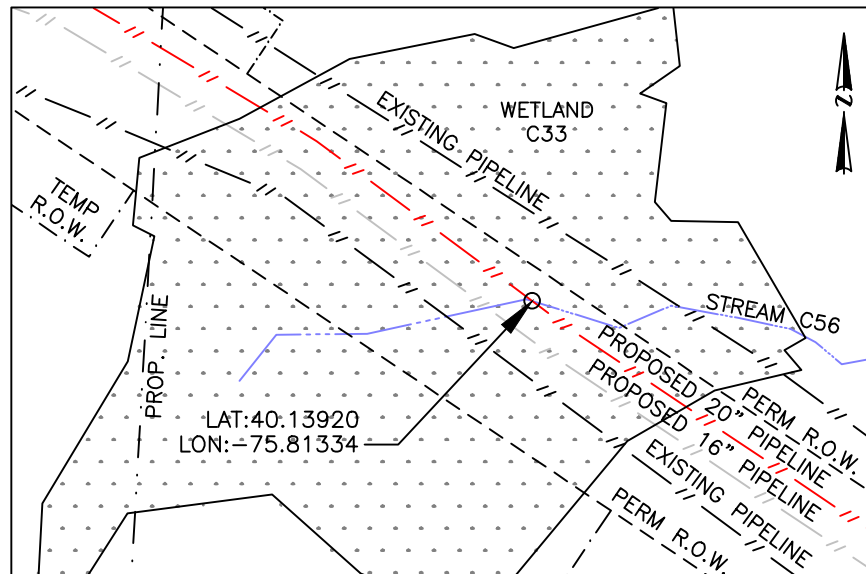 WETLAND
C33
EXISTING PIPELINE
N
TEMP
R.O.W.
PROP. LINE
STREAM C56
LAT:40.13920
LON:-75.81334
PROPOSED 20" PIPELINE
PROPOSED 16" PIPELINE
PERM R.O.W.
EXISTING PIPELINE
PERM R.O.W.